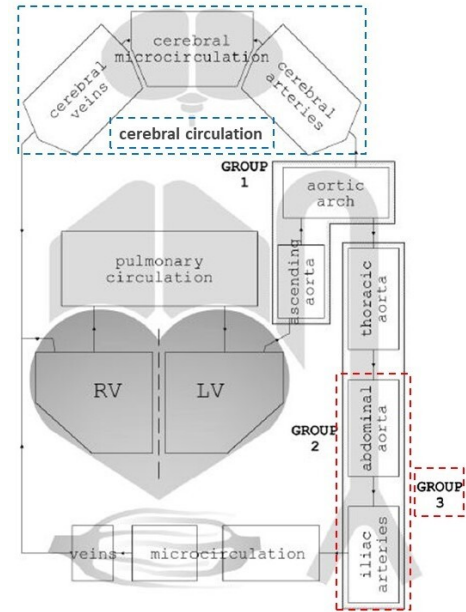 cerebral
microcirculation
cerebral
veins
cerebral
arteries
cerebral circulation
GROUP
1
aortic
arch
pulmonary
circulation
ascending
aorta
thoracic
aorta
RV
LV
GROUP
2
abdominal
aorta
GROUP
3
veins
microcirculation
iliac
arteries